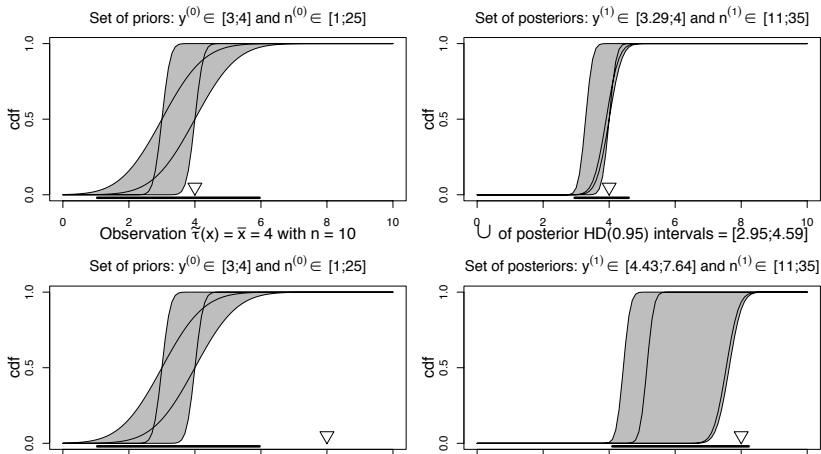 Set of priors: y^(0) ∈ [3;4] and n^(0) ∈ [1;25]
cdf
1.0
0.5
0.0
0 2 4 6 8 10
Observation τ̃(x) = x̄ = 4 with n = 10
Set of posteriors: y^(1) ∈ [3.29;4] and n^(1) ∈ [11;35]
cdf
1.0
0.5
0.0
0 2 4 6 8 10
∪ of posterior HD(0.95) intervals = [2.95;4.59]
Set of priors: y^(0) ∈ [3;4] and n^(0) ∈ [1;25]
cdf
1.0
0.5
0.0
Set of posteriors: y^(1) ∈ [4.43;7.64] and n^(1) ∈ [11;35]
cdf
1.0
0.5
0.0